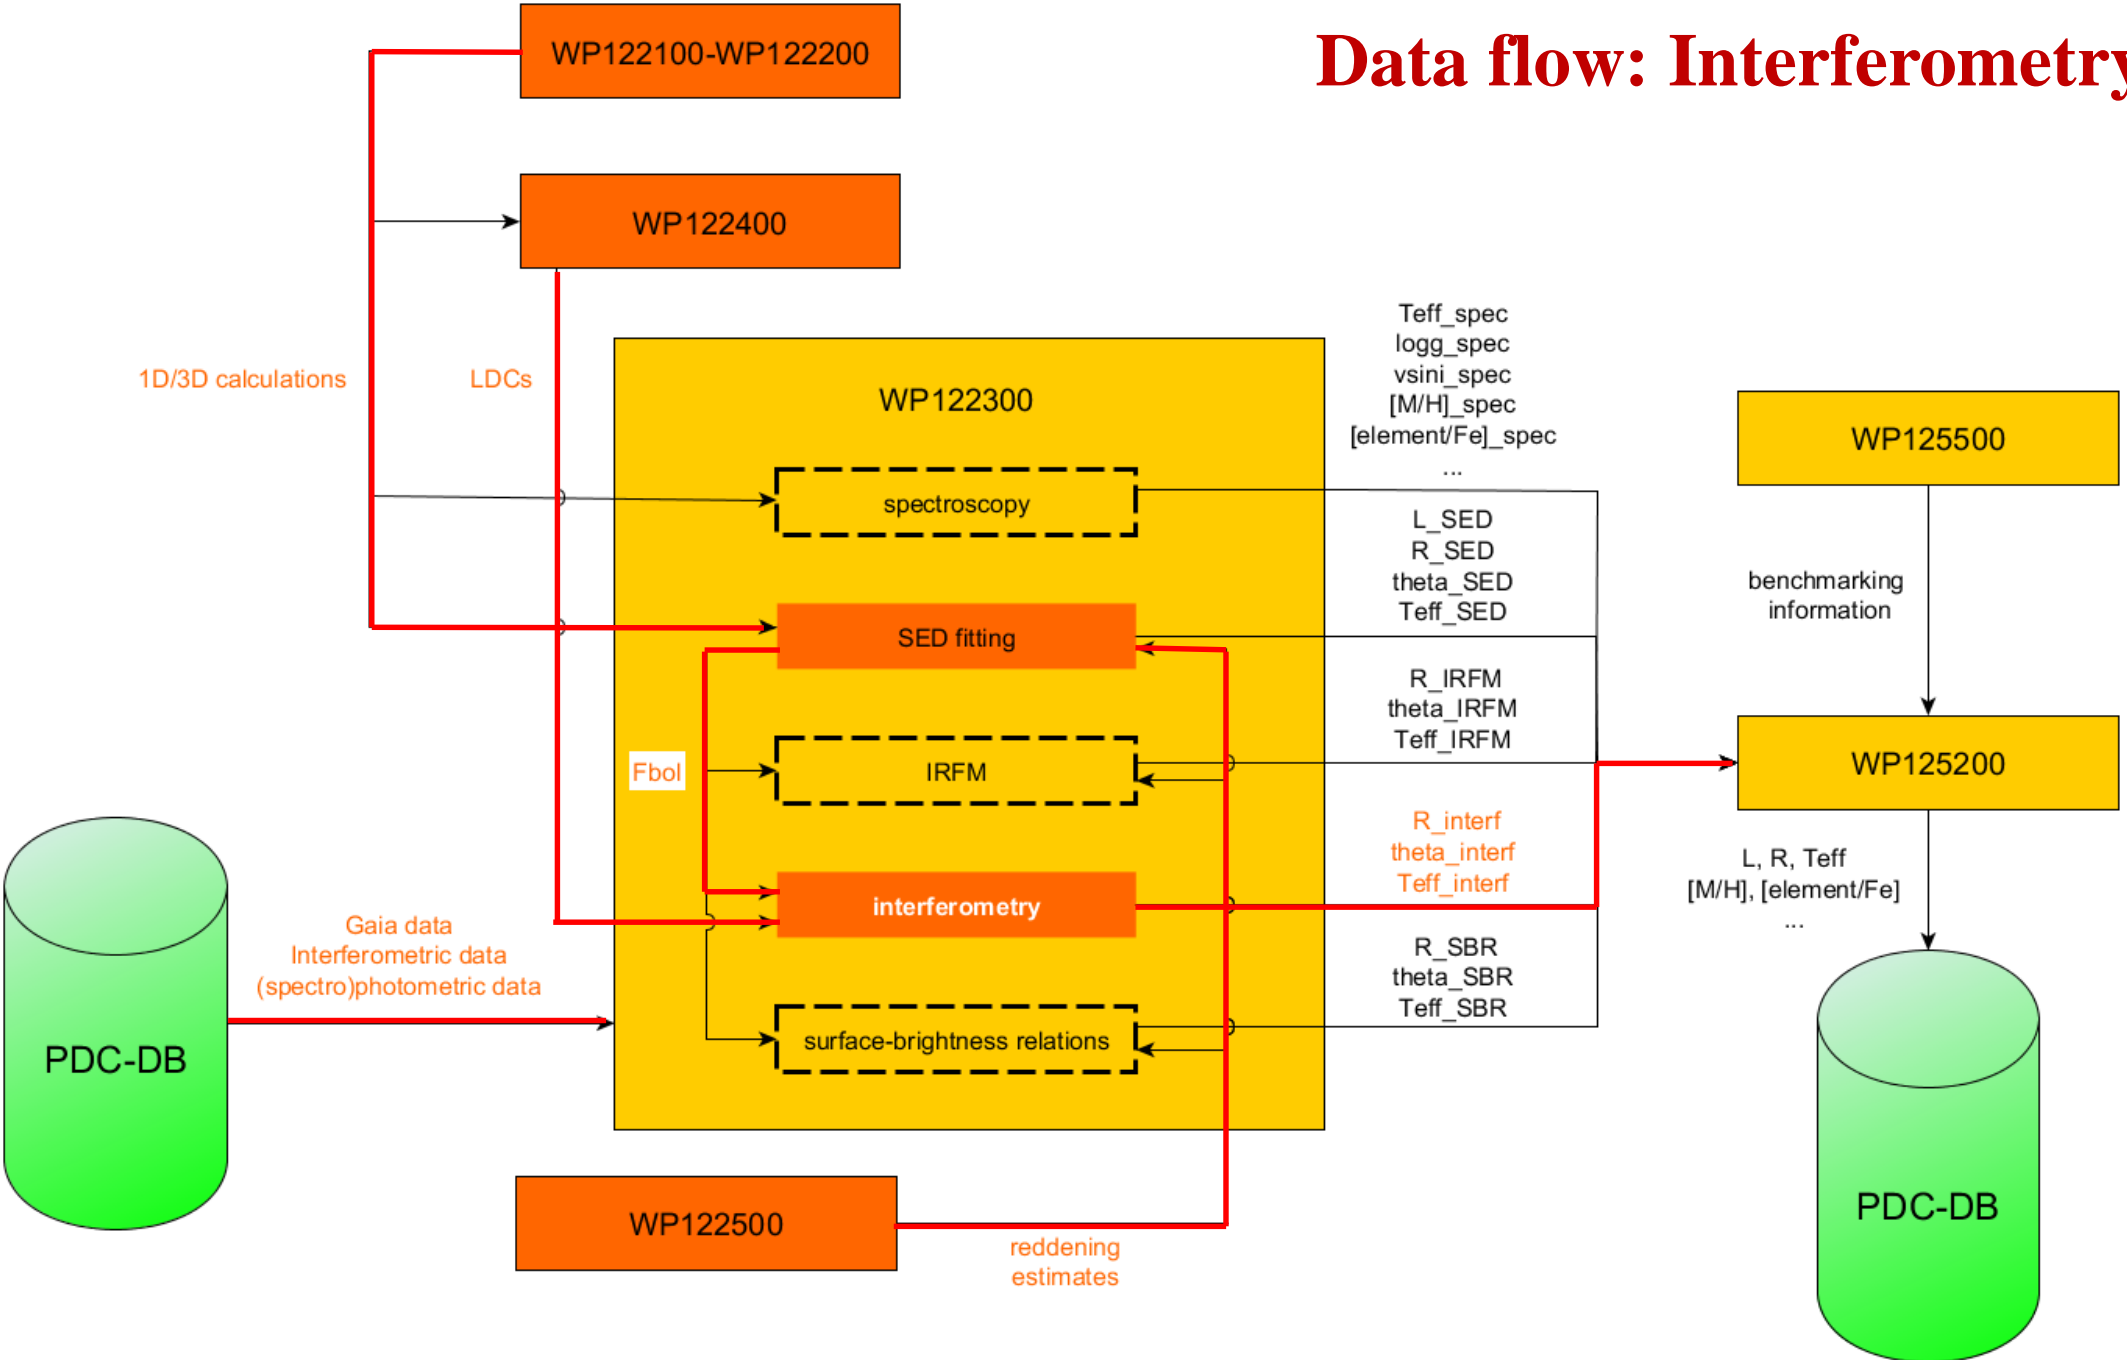 Data flow: Interferometry
WP122100-WP122200
WP122400
1D/3D calculations
LDCs
WP122300
spectroscopy
SED fitting
Fbol
IRFM
interferometry
surface-brightness relations
Teff_spec
logg_spec
vsini_spec
[M/H]_spec
[element/Fe]_spec
...
L_SED
R_SED
theta_SED
Teff_SED
R_IRFM
theta_IRFM
Teff_IRFM
R_interf
theta_interf
Teff_interf
R_SBR
theta_SBR
Teff_SBR
WP125500
benchmarking
information
WP125200
L, R, Teff
[M/H], [element/Fe]
...
PDC-DB
Gaia data
Interferometric data
(spectro)photometric data
PDC-DB
WP122500
reddening
estimates